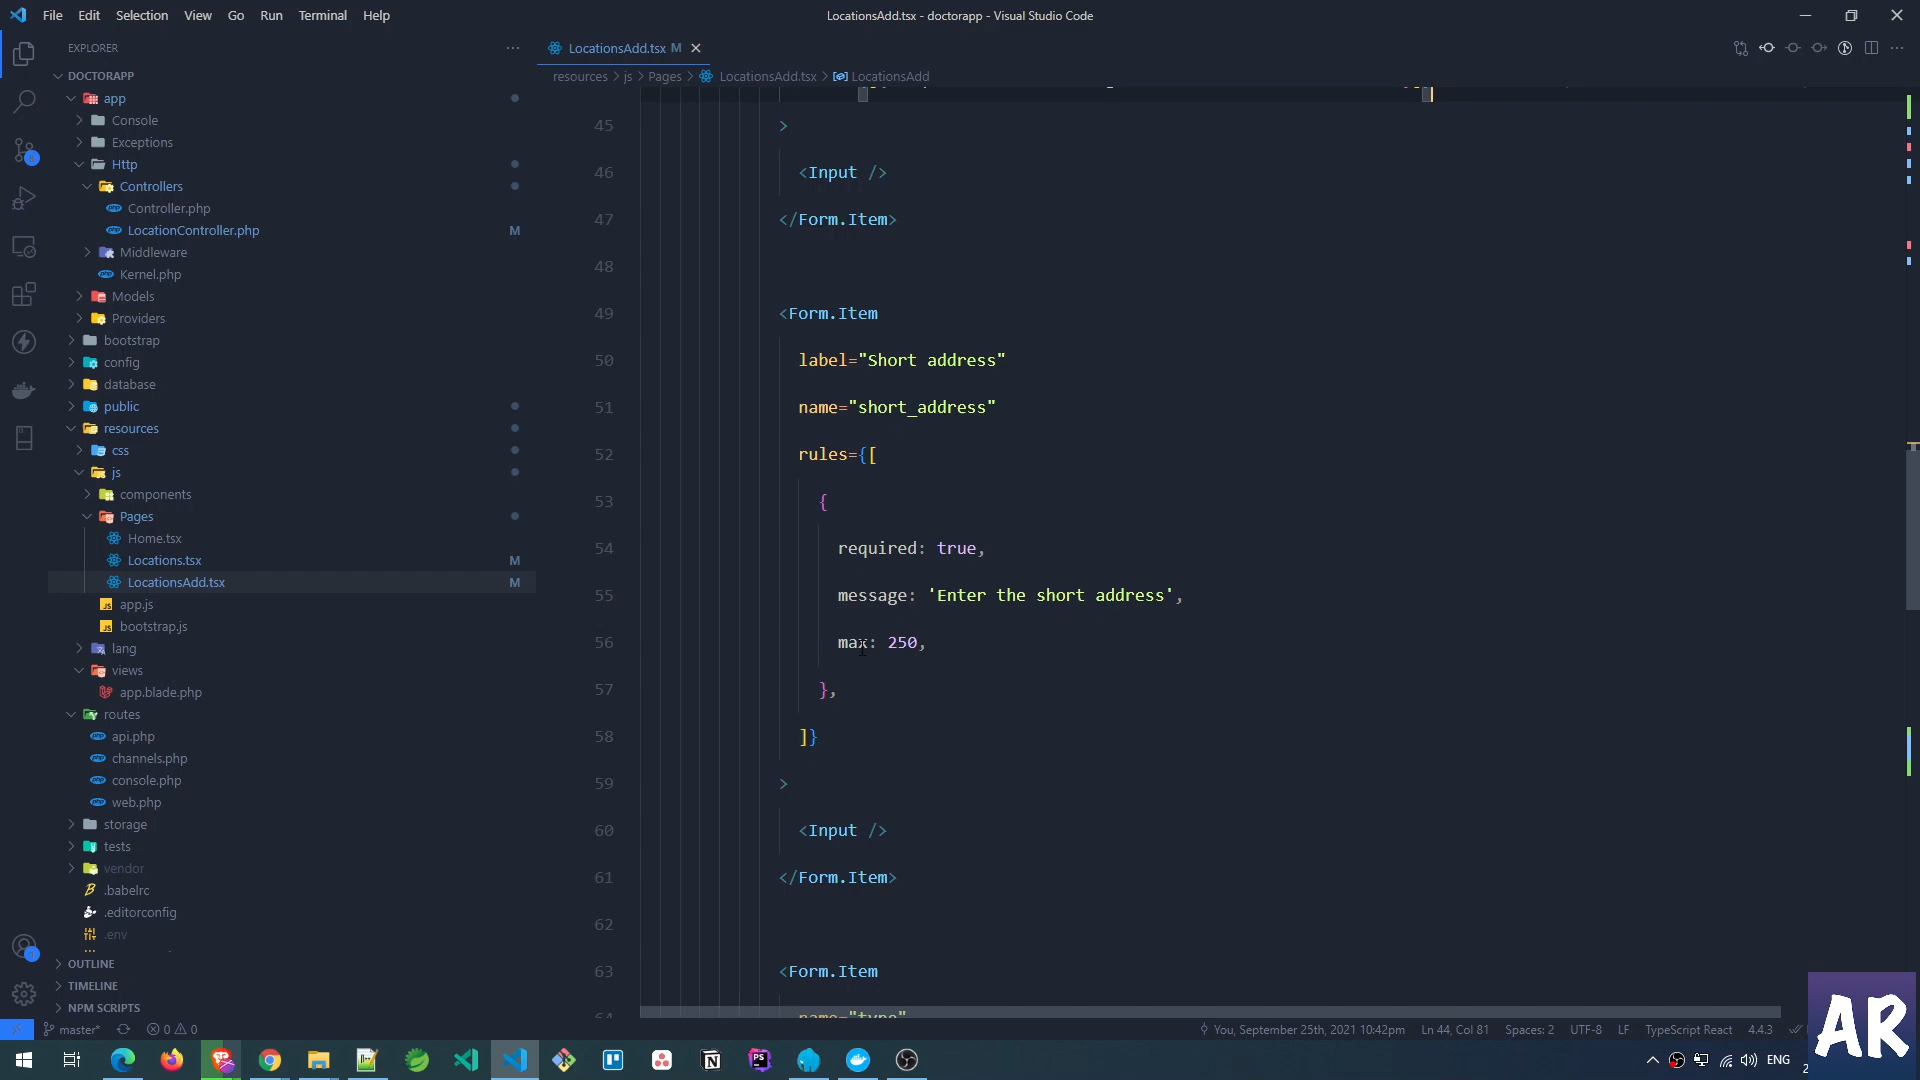 File Edit Selection View Go Run Terminal Help
LocationsAdd.tsx - doctorapp - Visual Studio Code
EXPLORER
LocationsAdd.tsx M
DOCTORAPP
resources > js > Pages > LocationsAdd.tsx > LocationsAdd
app
Console
Exceptions
Http
Controllers
Controller.php
LocationController.php M
Middleware
Kernel.php
Models
Providers
bootstrap
config
database
public
resources
css
js
components
Pages
Home.tsx
Locations.tsx M
LocationsAdd.tsx M
app.js
bootstrap.js
lang
views
app.blade.php
routes
api.php
channels.php
console.php
web.php
storage
tests
vendor
.babelrc
.editorconfig
.env
OUTLINE
TIMELINE
NPM SCRIPTS
45 >
46 <Input />
47 </Form.Item>
48
49 <Form.Item
50 label="Short address"
51 name="short_address"
52 rules={[
53 {
54 required: true,
55 message: 'Enter the short address',
56 max: 250,
57 },
58 ]}
59 >
60 <Input />
61 </Form.Item>
62
63 <Form.Item
64 name="type"
master* 0 0
You, September 25th, 2021 10:42pm Ln 44, Col 81 Spaces: 2 UTF-8 LF TypeScript React 4.4.3
ENG
AR